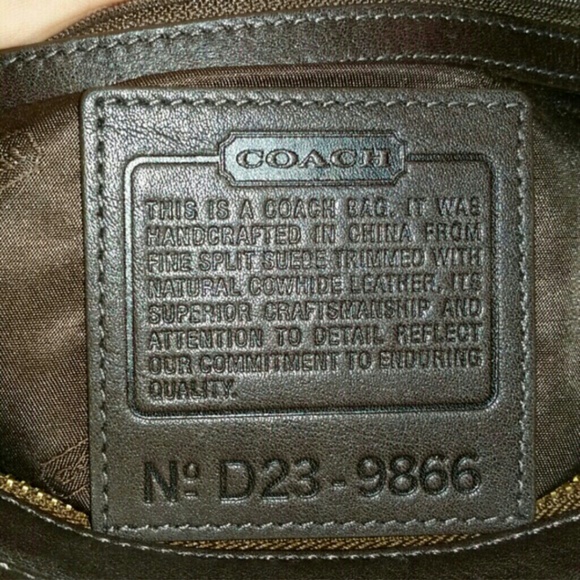 COACH
THIS IS A COACH BAG. IT WAS
HANDCRAFTED IN CHINA FROM
FINE SPLIT SUEDE TRIMMED WITH
NATURAL COWHIDE LEATHER. ITS
SUPERIOR CRAFTSMANSHIP AND
ATTENTION TO DETAIL REFLECT
OUR COMMITMENT TO ENDURING
QUALITY.
Nº D23-9866